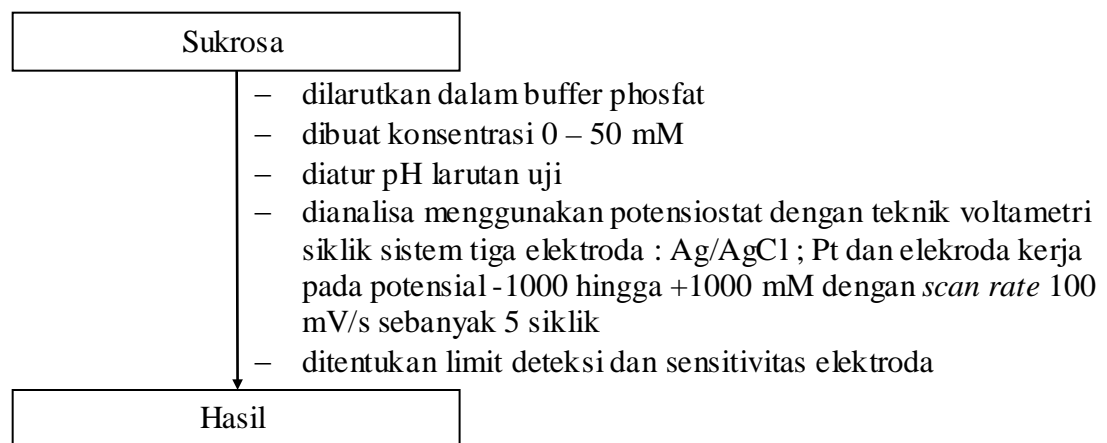 Sukrosa
– dilarutkan dalam buffer phosfat
– dibuat konsentrasi 0 – 50 mM
– diatur pH larutan uji
– dianalisa menggunakan potensiostat dengan teknik voltametri
siklik sistem tiga elektroda : Ag/AgCl ; Pt dan elekroda kerja
pada potensial -1000 hingga +1000 mM dengan scan rate 100
mV/s sebanyak 5 siklik
– ditentukan limit deteksi dan sensitivitas elektroda
Hasil